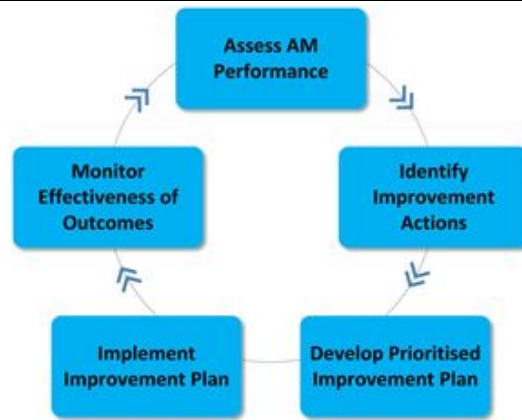 Assess AM
Performance
Identify
Improvement
Actions
Develop Prioritised
Improvement Plan
Implement
Improvement Plan
Monitor
Effectiveness of
Outcomes